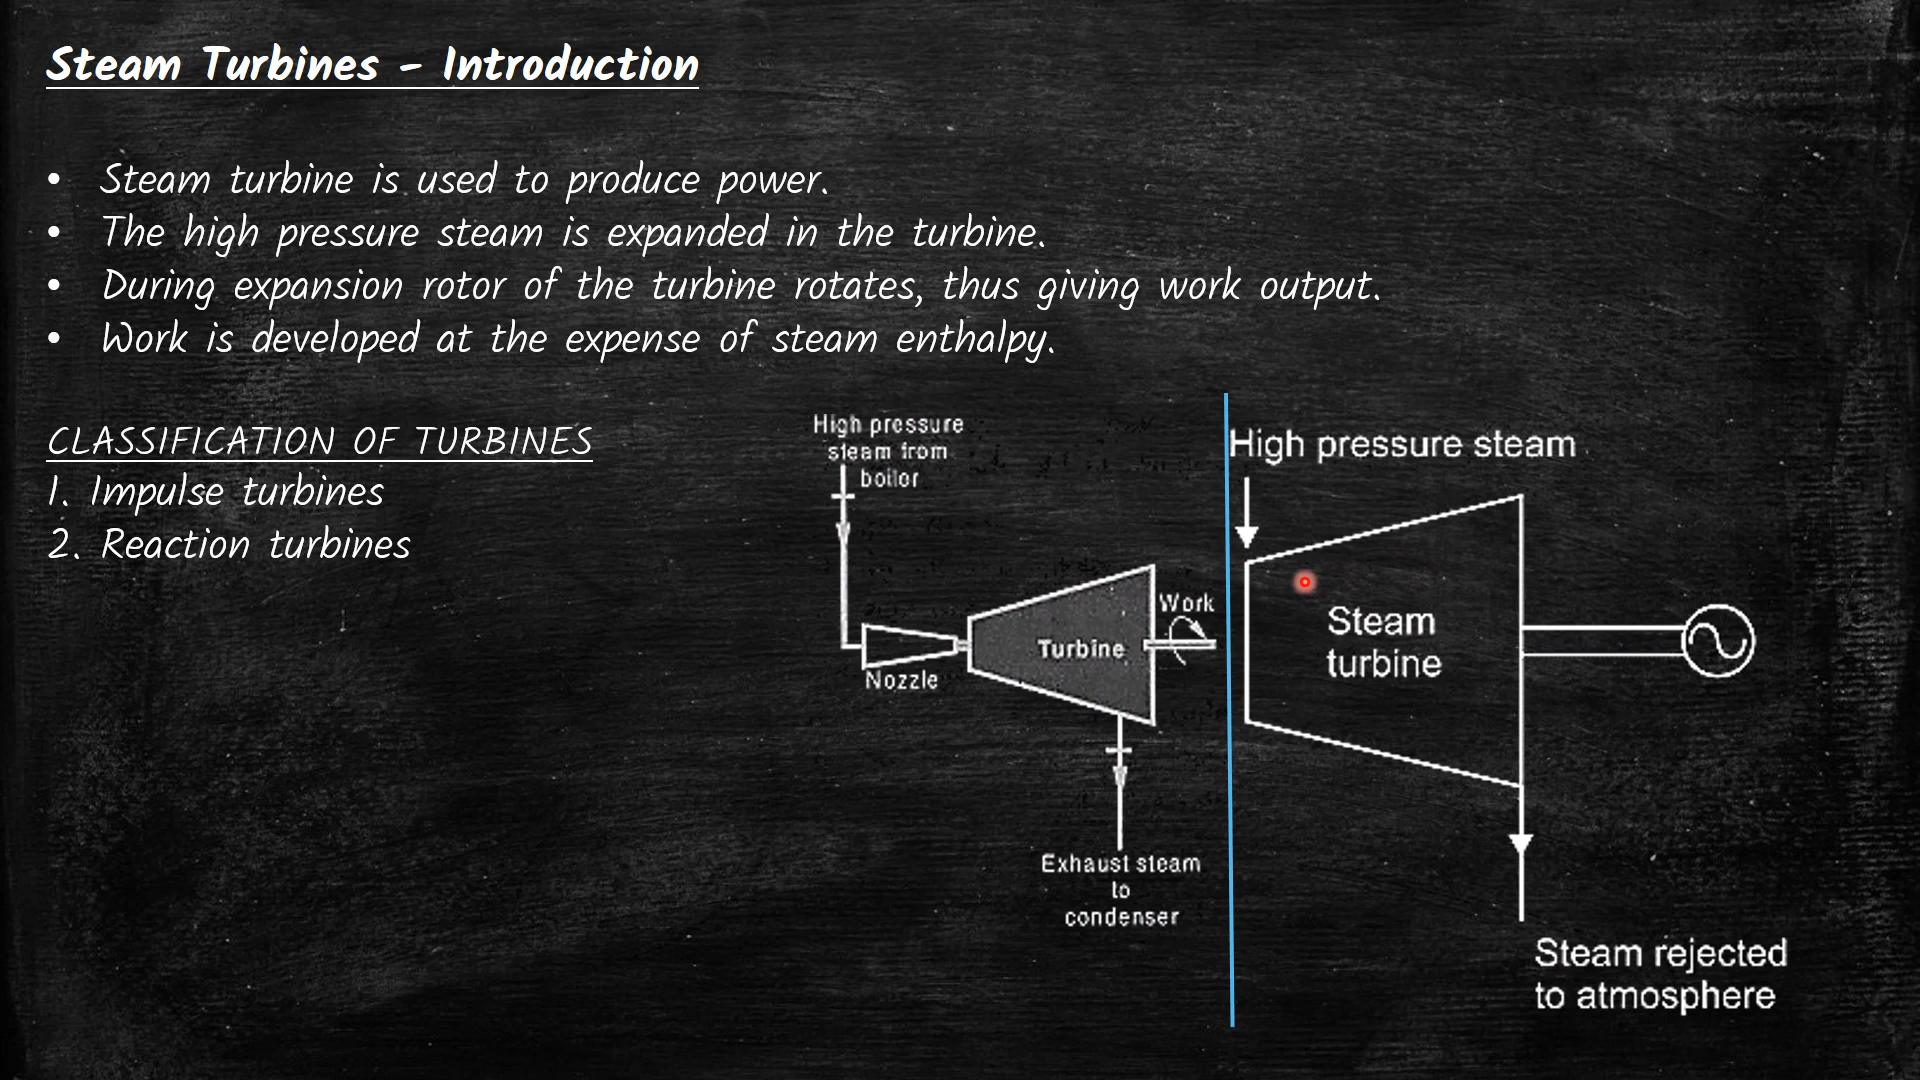 Steam Turbines - Introduction
• Steam turbine is used to produce power.
• The high pressure steam is expanded in the turbine.
• During expansion rotor of the turbine rotates, thus giving work output.
• Work is developed at the expense of steam enthalpy.
CLASSIFICATION OF TURBINES
1. Impulse turbines
2. Reaction turbines
High pressure
steam from
boiler
Nozzle
Turbine
Work
Exhaust steam
to
condenser
High pressure steam
Steam
turbine
Steam rejected
to atmosphere